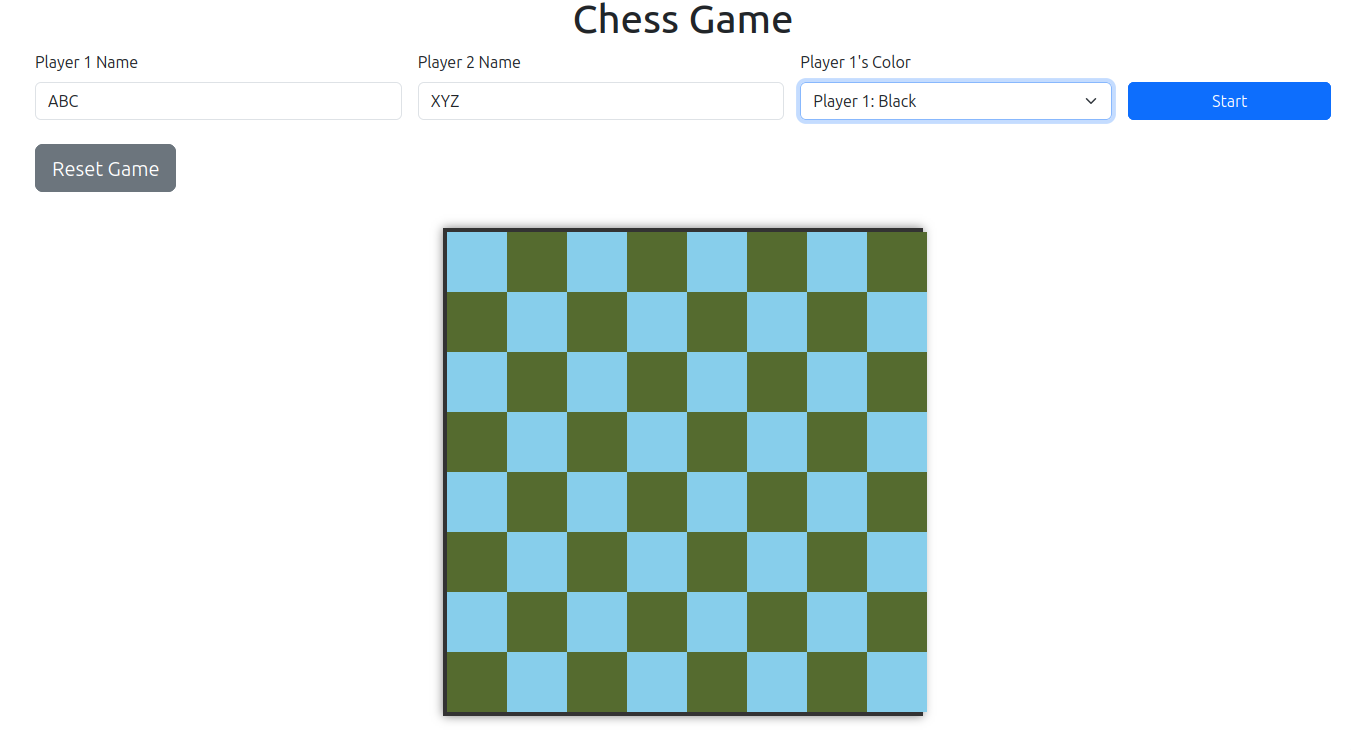 Chess Game
Player 1 Name
Player 2 Name
Player 1's Color
ABC
XYZ
Player 1: Black
Start
Reset Game